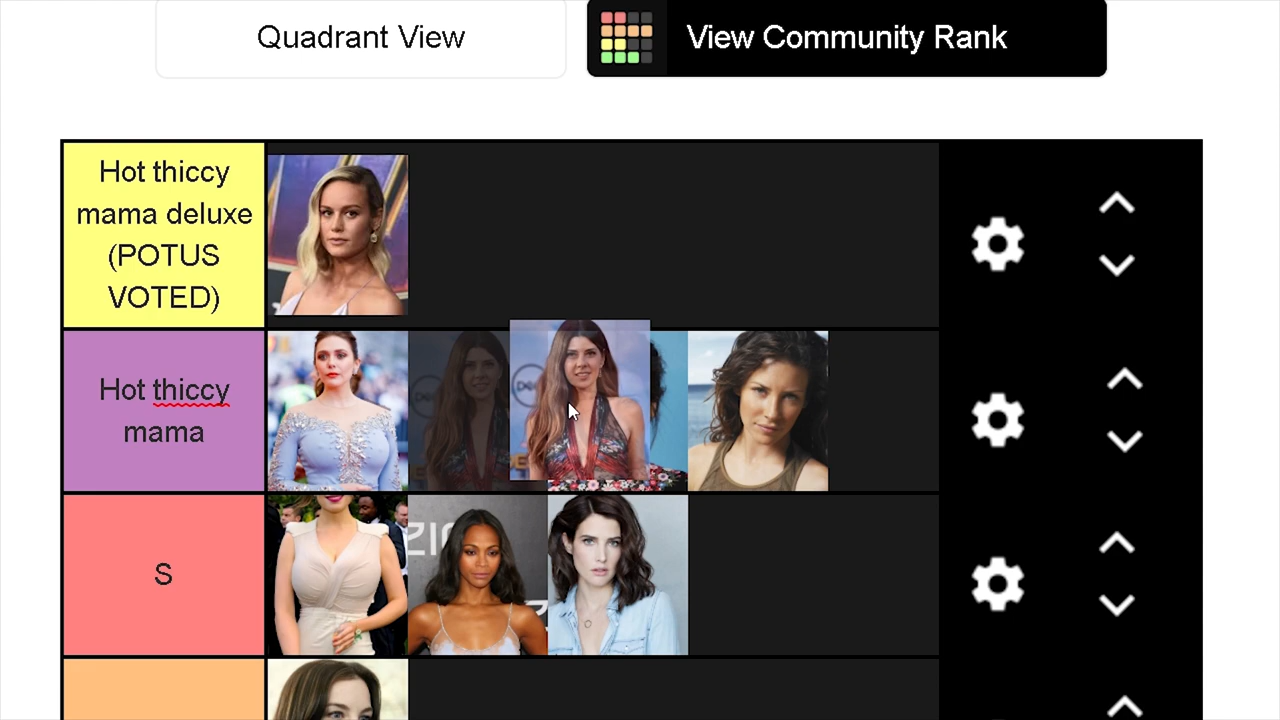 Quadrant View
View Community Rank
Hot thiccy
mama deluxe
(POTUS
VOTED)
Hot thiccy
mama
S